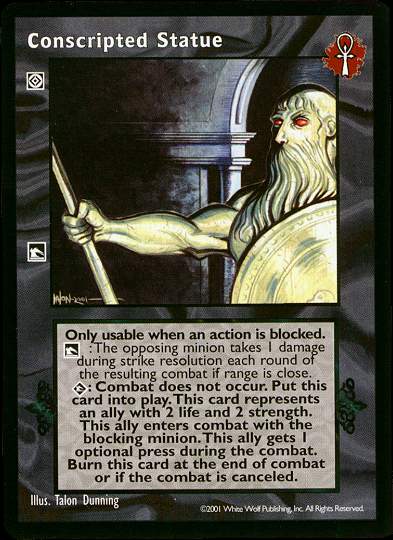 Conscripted Statue
TALON-2001-
Only usable when an action is blocked.
:The opposing minion takes 1 damage
during strike resolution each round of
the resulting combat if range is close.
: Combat does not occur. Put this
card into play. This card represents
an ally with 2 life and 2 strength.
This ally enters combat with the
blocking minion. This ally gets 1
optional press during the combat.
Burn this card at the end of combat
or if the combat is canceled.
Illus. Talon Dunning
©2001 White Wolf Publishing, Inc. All Rights Reserved.